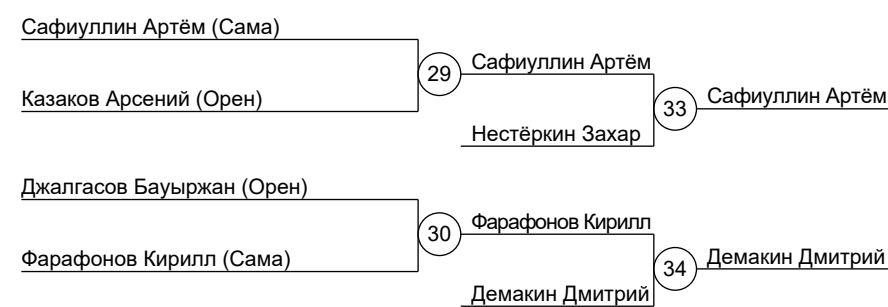 Сафиуллин Артём (Сама)
29
Сафиуллин Артём
Казаков Арсений (Орен)
33
Сафиуллин Артём
Нестёркин Захар
Джалгасов Бауыржан (Орен)
30
Фарафонов Кирилл
Фарафонов Кирилл (Сама)
34
Демакин Дмитрий
Демакин Дмитрий